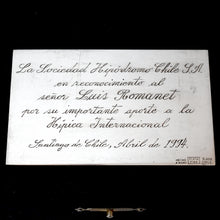 La Sociedad Hipódromo Chile S.A.
en reconocimiento al
señor Luis Romanet
por su importante aporte a la
Hípica Internacional
Santiago de Chile, Abril de 1994.